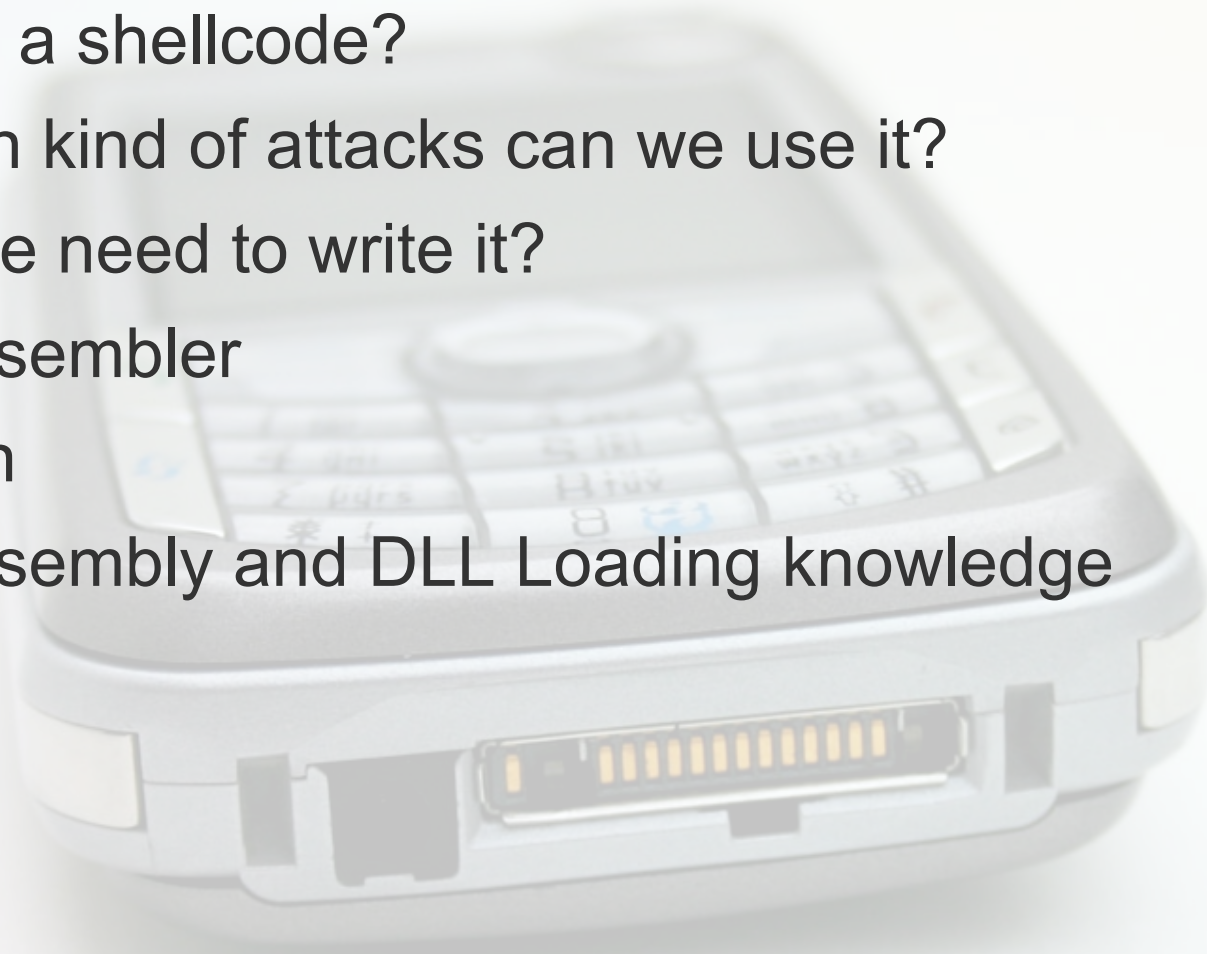 a shellcode?
n kind of attacks can we use it?
e need to write it?
sembler
n
sembly and DLL Loading knowledge